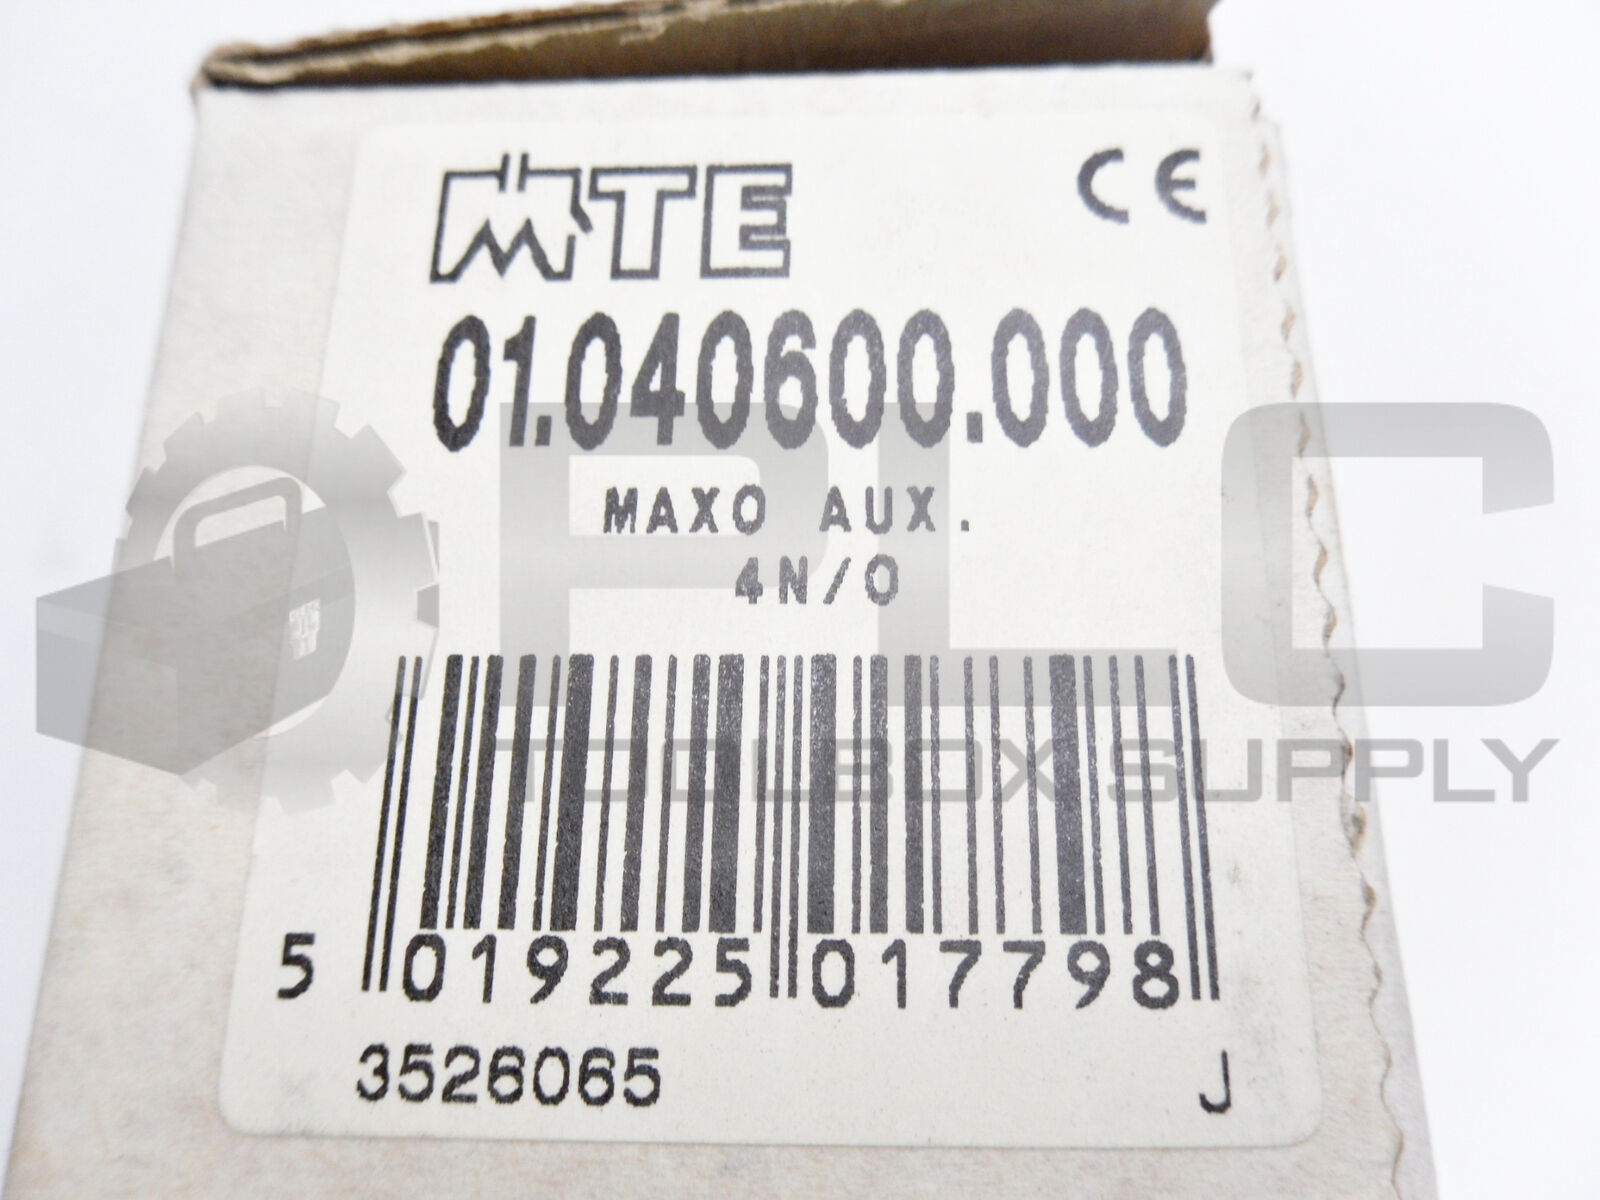 MTE CE
01.040600.000
MAXO AUX.
4N/O
5 019225 017798
3526065 J
PLC
TOOLBOX SUPPLY